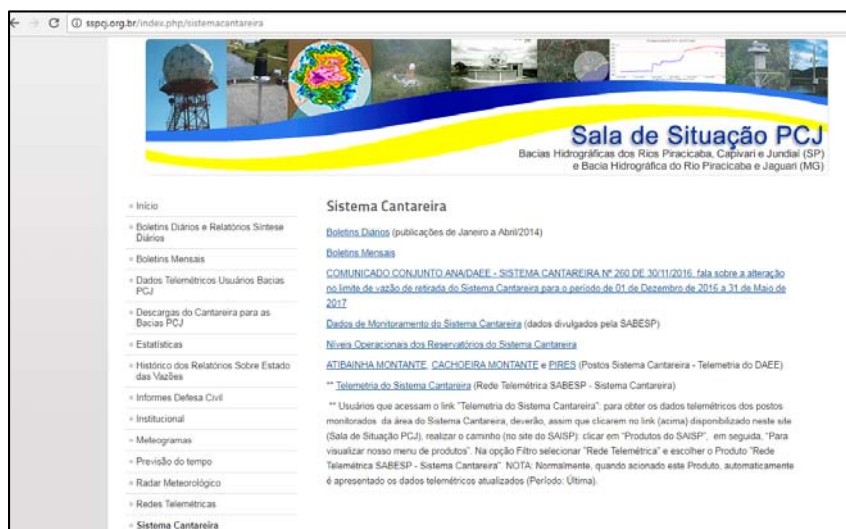 sspcj.org.br/index.php/sistemacantareira
Sala de Situação PCJ
Bacias Hidrográficas dos Rios Piracicaba, Capivari e Jundiaí (SP)
e Bacia Hidrográfica do Rio Piracicaba e Jaguari (MG)
Início
Boletins Diários e Relatórios Síntese
Diários
Boletins Mensais
Dados Telemétricos Usuários Bacias
PCJ
Descargas do Cantareira para as
Bacias PCJ
Estatísticas
Histórico dos Relatórios Sobre Estado
das Vazões
Informes Defesa Civil
Institucional
Meteogramas
Previsão do tempo
Radar Meteorológico
Redes Telemétricas
Sistema Cantareira
Sistema Cantareira
Boletins Diários (publicações de Janeiro a Abril/2014)
Boletins Mensais
COMUNICADO CONJUNTO ANA/DAEE - SISTEMA CANTAREIRA Nº 260 DE 30/11/2016, fala sobre a alteração
no limite de vazão de retirada do Sistema Cantareira para o período de 01 de Dezembro de 2016 a 31 de Maio de
2017
Dados de Monitoramento do Sistema Cantareira (dados divulgados pela SABESP)
Níveis Operacionais dos Reservatórios do Sistema Cantareira
ATIBAINHA MONTANTE, CACHOEIRA MONTANTE e PIRES (Postos Sistema Cantareira - Telemetria do DAEE)
** Telemetria do Sistema Cantareira (Rede Telemétrica SABESP - Sistema Cantareira)
** Usuários que acessam o link "Telemetria do Sistema Cantareira": para obter os dados telemétricos dos postos
monitorados da área do Sistema Cantareira, deverão, assim que clicarem no link (acima) disponibilizado neste site
(Sala de Situação PCJ), realizar o caminho (no site do SAISP): clicar em "Produtos do SAISP", em seguida, "Para
visualizar nosso menu de produtos". Na opção Filtro selecionar "Rede Telemétrica" e escolher o Produto "Rede
Telemétrica SABESP - Sistema Cantareira". NOTA: Normalmente, quando acionado este Produto, automaticamente
é apresentado os dados telemétricos atualizados (Período: Última).